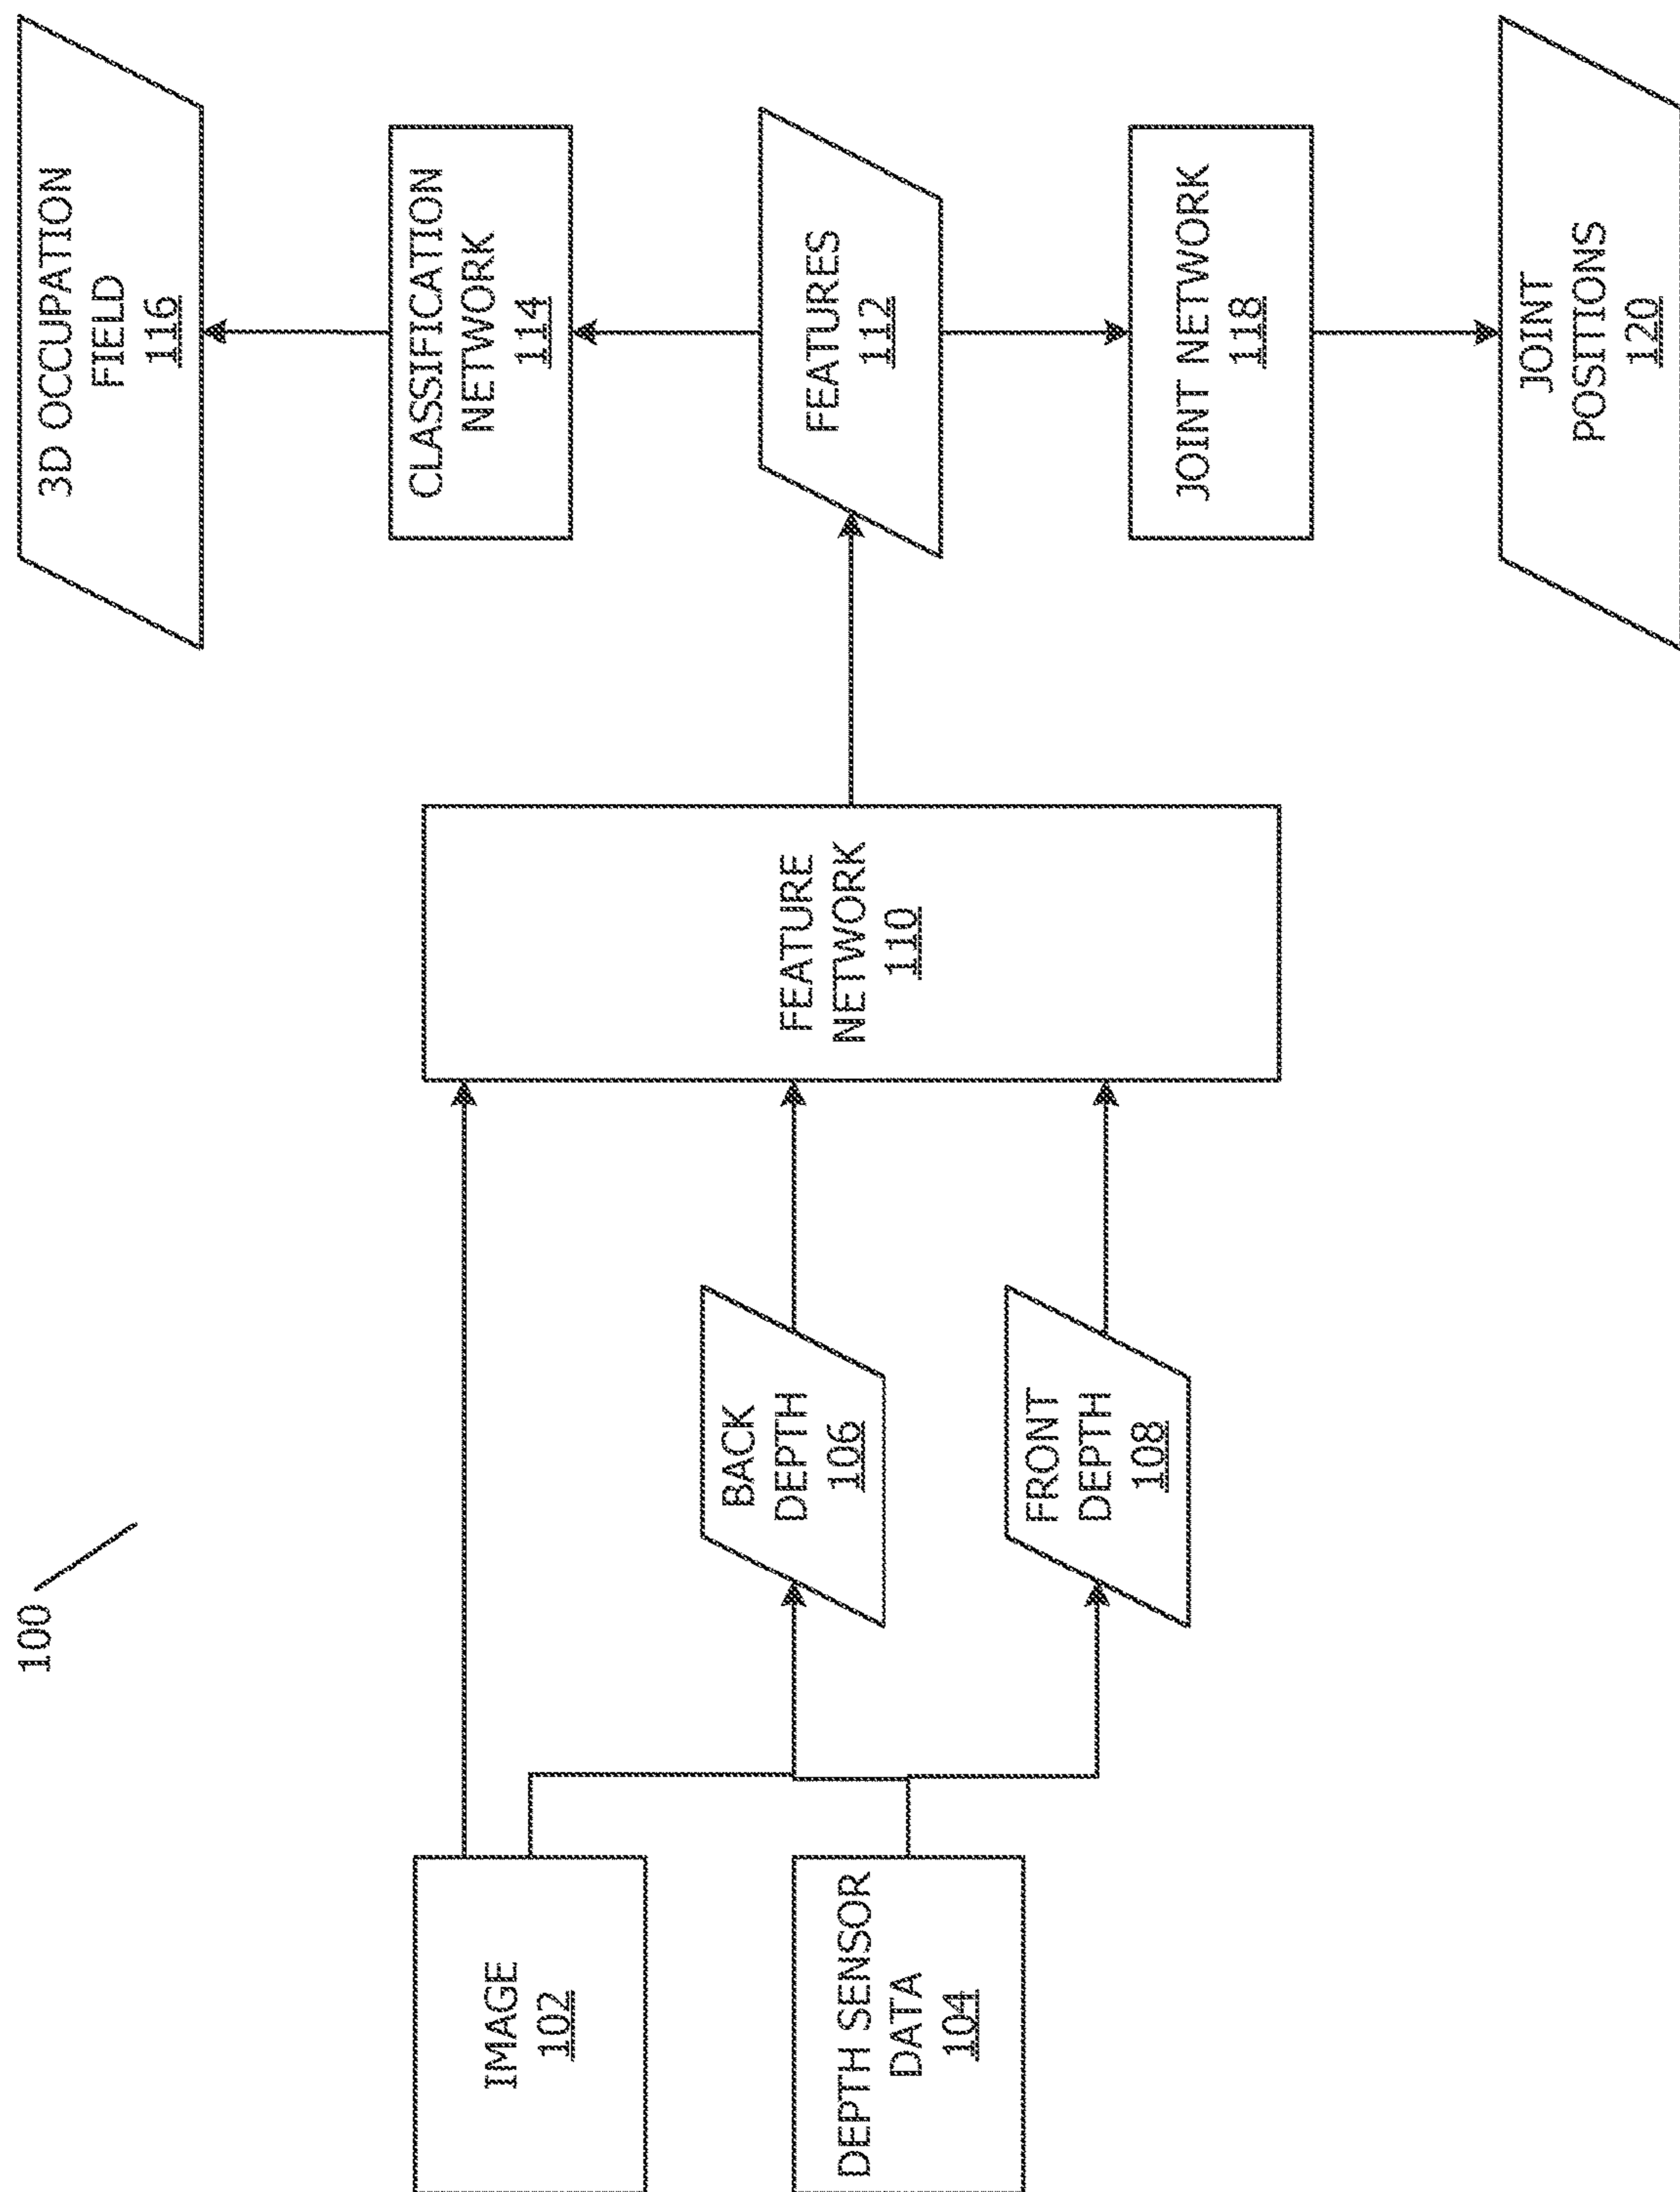 100
IMAGE
102
DEPTH SENSOR
DATA
104
BACK
DEPTH
106
FRONT
DEPTH
108
FEATURE
NETWORK
110
3D OCCUPATION
FIELD
116
CLASSIFICATION
NETWORK
114
FEATURES
112
JOINT NETWORK
118
JOINT
POSITIONS
120